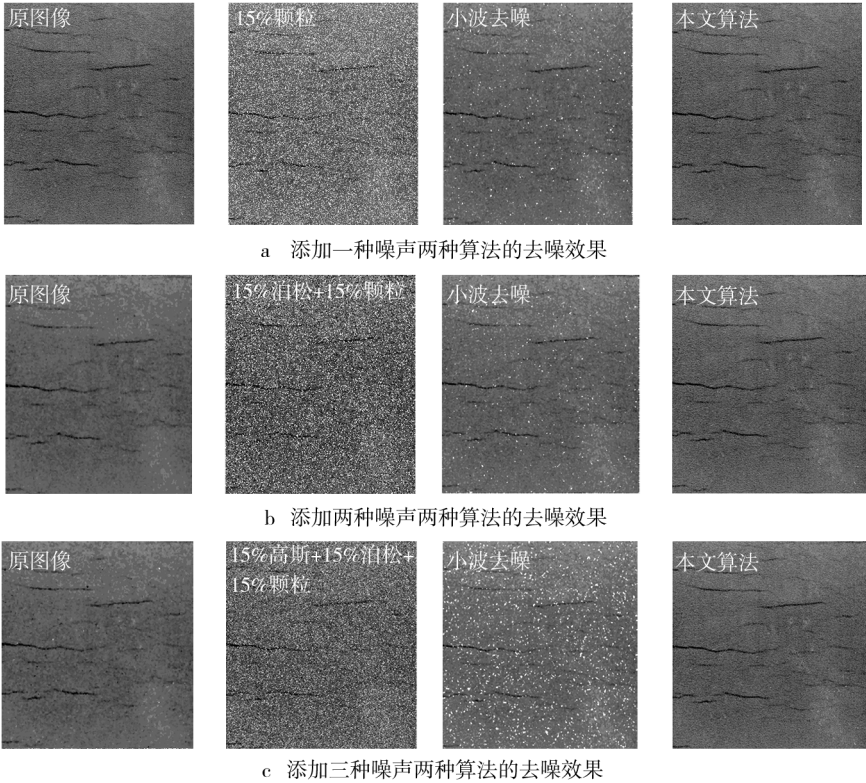 原图像
15%颗粒
小波去噪
本文算法
a 添加一种噪声两种算法的去噪效果
原图像
15%泊松+15%颗粒
小波去噪
本文算法
b 添加两种噪声两种算法的去噪效果
原图像
15%高斯+15%泊松+
15%颗粒
小波去噪
本文算法
c 添加三种噪声两种算法的去噪效果